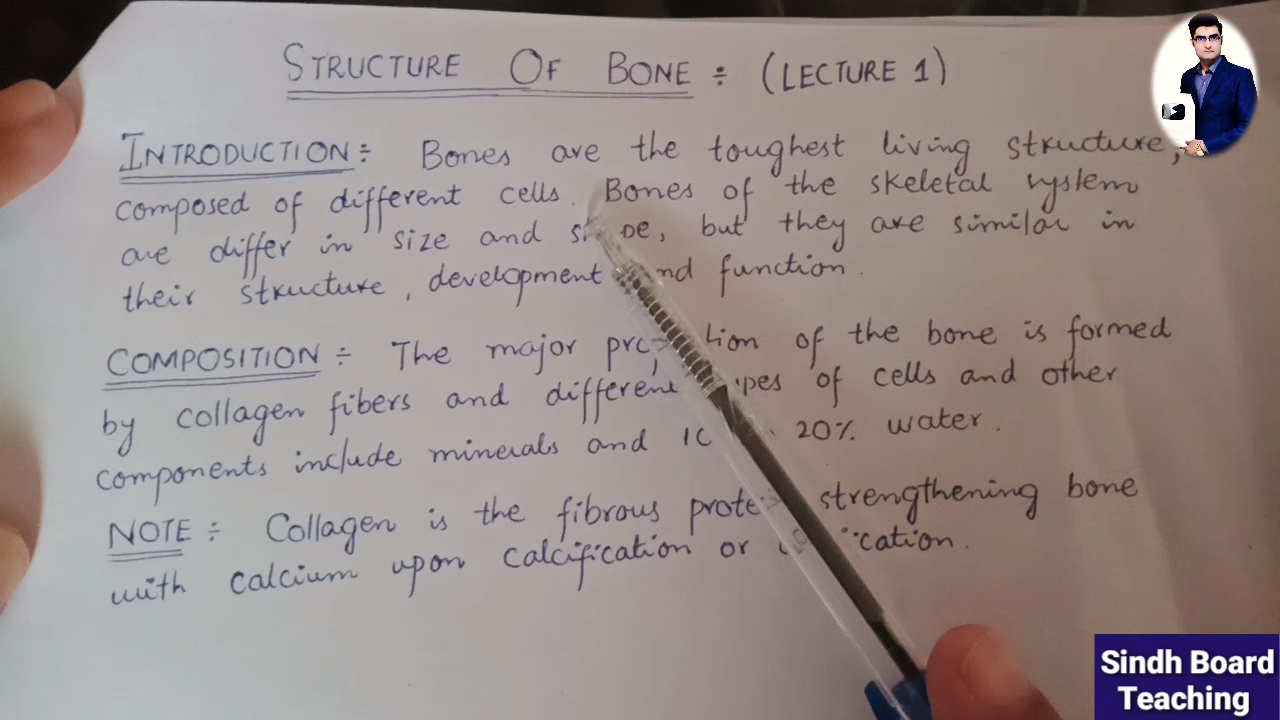 STRUCTURE OF BONE ÷ (LECTURE 1)
INTRODUCTION ÷ Bones are the toughest living structure,
composed of different cells. Bones of the skeletal system
are differ in size and but they are similar in
their structure, development and function.
COMPOSITION ÷ The major of the bone is formed
by collagen fibers and different types of cells and other
components include minerals and 20% water.
NOTE ÷ Collagen is the fibrous protein strengthening bone
with calcium upon calcification or
Sindh Board
Teaching